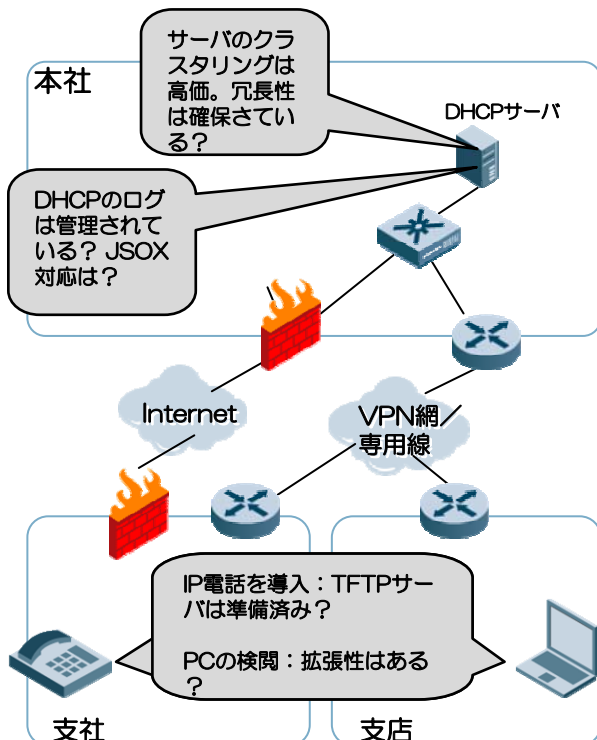 サーバのクラ
スタリングは
高価。冗長性
は確保さてい
る？
本社
DHCPサーバ
DHCPのログ
は管理されて
いる？ JSOX
対応は？
Internet
VPN網／
専用線
IP電話を導入：TFTPサー
バは準備済み？
PCの検閲：拡張性はある
？
支社
支店